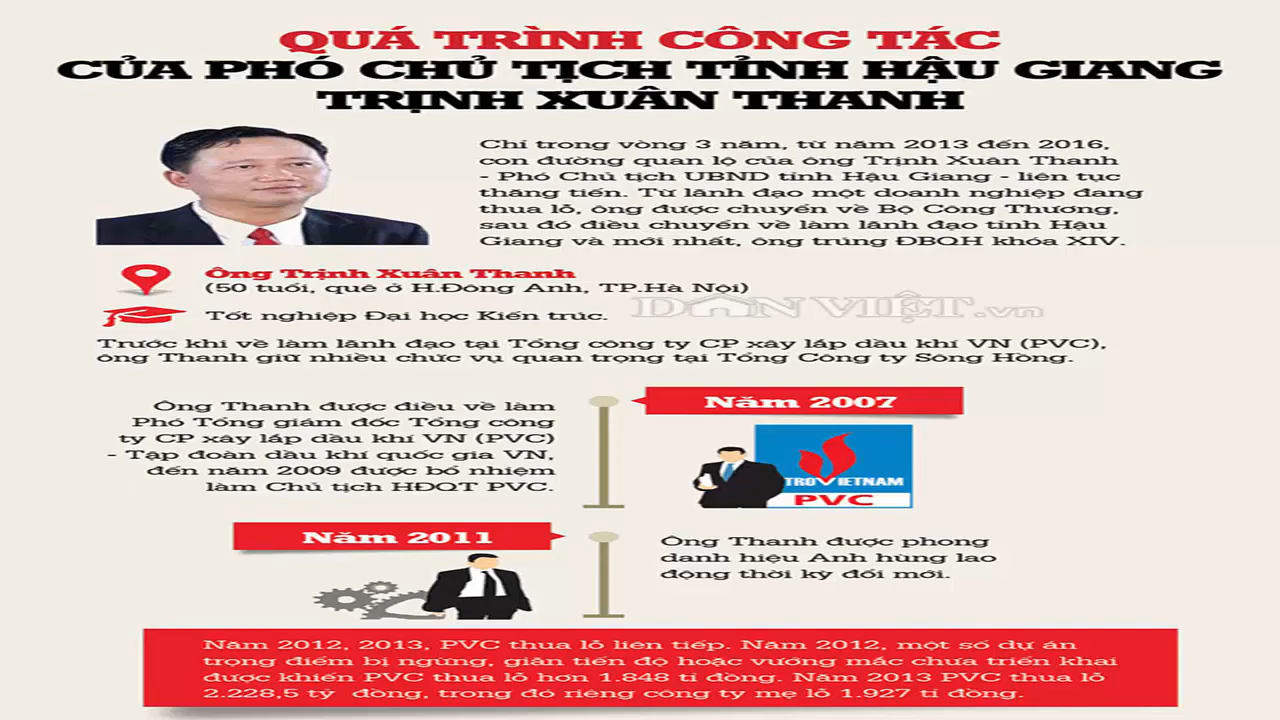 QUÁ TRÌNH CÔNG TÁC
CỦA PHÓ CHỦ TỊCH TỈNH HẬU GIANG
TRỊNH XUÂN THANH
Chỉ trong vòng 3 năm, từ năm 2013 đến 2016,
con đường quan lộ của ông Trịnh Xuân Thanh
- Phó Chủ tịch UBND tỉnh Hậu Giang - liên tục
thăng tiến. Từ lãnh đạo một doanh nghiệp đang
thua lỗ, ông được chuyển về Bộ Công Thương,
sau đó điều chuyển về làm lãnh đạo tỉnh Hậu
Giang và mới nhất, ông trúng ĐBQH khóa XIV.
Ông Trịnh Xuân Thanh
(50 tuổi, quê ở H.Đông Anh, TP.Hà Nội)
DÂN VIỆT.vn
Tốt nghiệp Đại học Kiến trúc.
Trước khi về làm lãnh đạo tại Tổng công ty CP xây lắp dầu khí VN (PVC),
ông Thanh giữ nhiều chức vụ quan trọng tại Tổng Công ty Sông Hồng.
Năm 2007
Ông Thanh được điều về làm
Phó Tổng giám đốc Tổng công
ty CP xây lắp dầu khí VN (PVC)
- Tập đoàn dầu khí quốc gia VN,
đến năm 2009 được bổ nhiệm
làm Chủ tịch HĐQT PVC.
TROVIETNAM
PVC
Năm 2011
Ông Thanh được phong
danh hiệu Anh hùng lao
động thời kỳ đổi mới.
Năm 2012, 2013, PVC thua lỗ liên tiếp. Năm 2012, một số dự án
trọng điểm bị ngừng, giãn tiến độ hoặc vướng mắc chưa triển khai
được khiến PVC thua lỗ hơn 1.848 tỉ đồng. Năm 2013 PVC thua lỗ
2.228,5 tỷ đồng, trong đó riêng công ty mẹ lỗ 1.927 tỉ đồng.